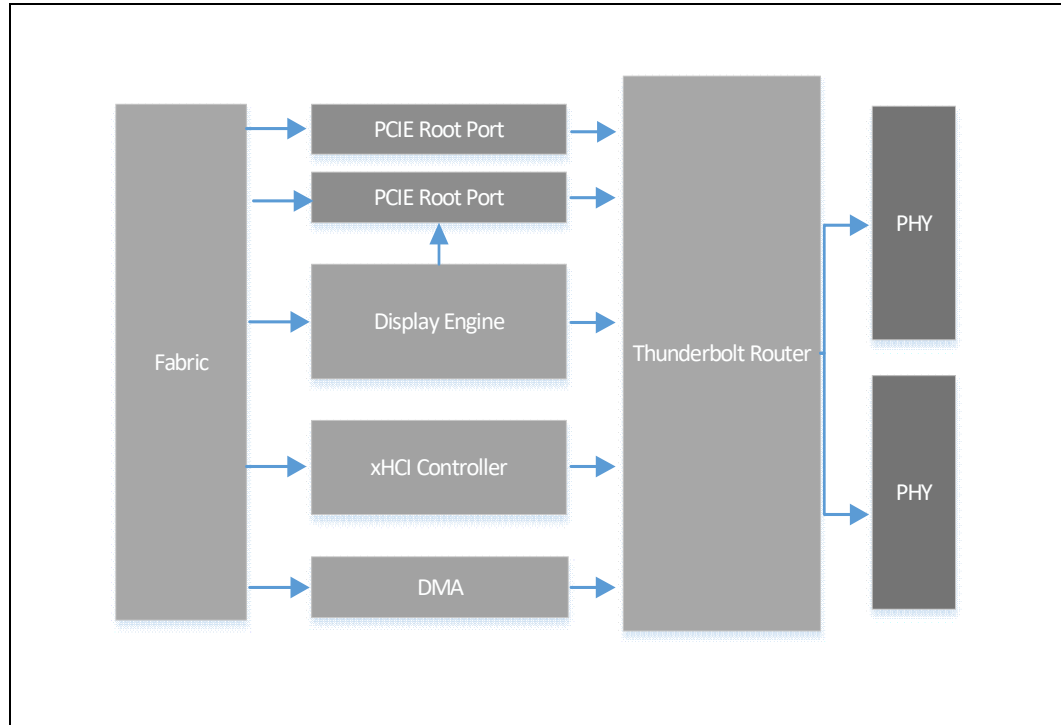 PCIE Root Port
PCIE Root Port
Display Engine
Fabric
Thunderbolt Router
xHCI Controller
DMA
PHY
PHY